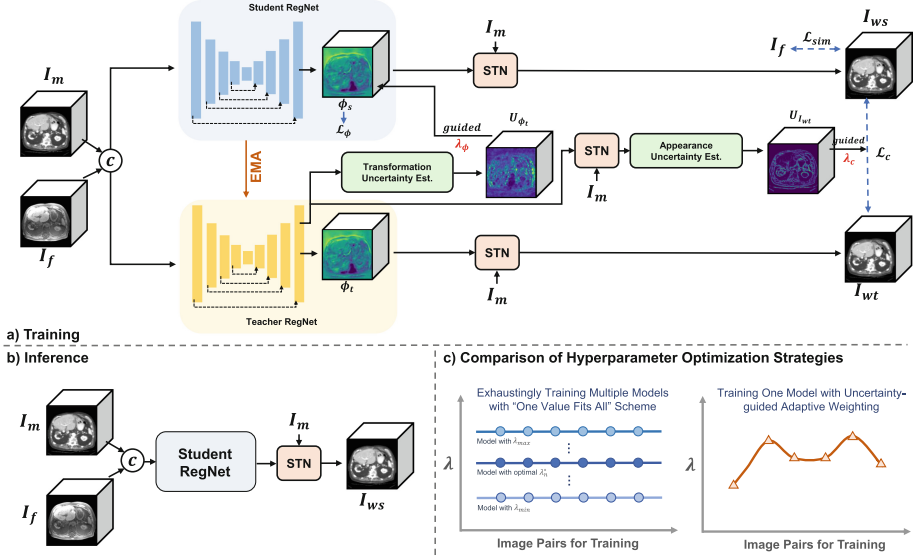 Student RegNet
I_m
I_ws
I_f
ℒ_sim
STN
I_m
C
ϕ_s
ℒ_ϕ
guided
λ_ϕ
U_ϕt
U_Iwt
guided
λ_c
ℒ_c
STN
Appearance
Uncertainty Est.
EMA
Transformation
Uncertainty Est.
I_m
I_f
STN
I_m
ϕ_t
I_wt
Teacher RegNet
a) Training
b) Inference
I_m
I_f
C
Student
RegNet
I_m
STN
I_ws
c) Comparison of Hyperparameter Optimization Strategies
Exhaustingly Training Multiple Models
with “One Value Fits All” Scheme
λ
Model with λ_max
Model with optimal λ*_n
Model with λ_min
Image Pairs for Training
Training One Model with Uncertainty-
guided Adaptive Weighting
λ
Image Pairs for Training